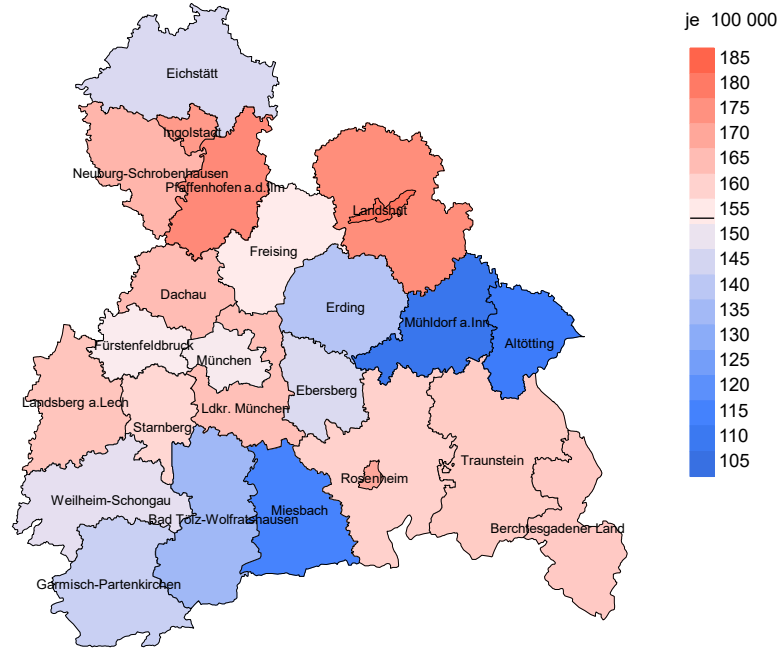 je 100 000
Eichstätt
Ingolstadt
Neuburg-Schrobenhausen
Pfaffenhofen a.d.Ilm
Landshut
Freising
Dachau
Erding
Mühldorf a.Inn
Altötting
Fürstenfeldbruck
München
Ebersberg
Landsberg a.Lech
Ldkr. München
Starnberg
Traunstein
Rosenheim
Weilheim-Schongau
Miesbach
Bad Tölz-Wolfratshausen
Berchtesgadener Land
Garmisch-Partenkirchen
185
180
175
170
165
160
155
150
145
140
135
130
125
120
115
110
105